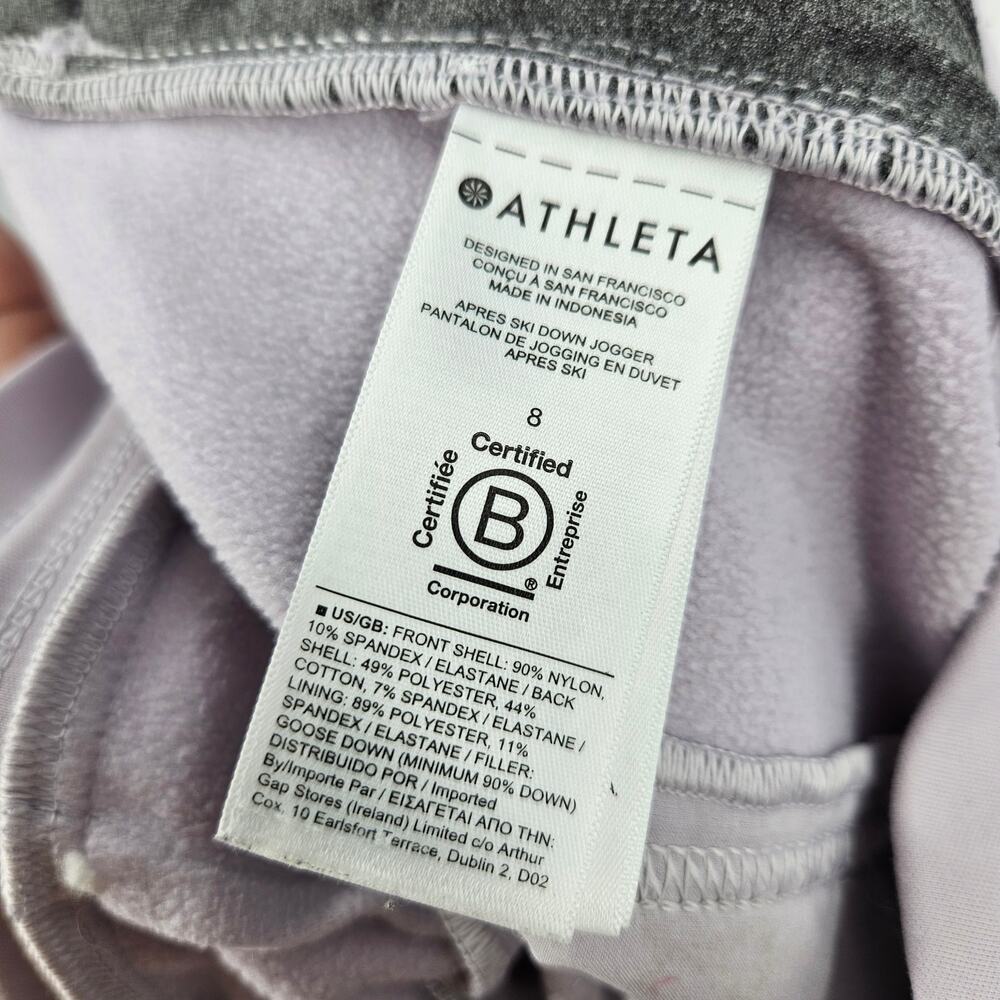 ATHLETA
DESIGNED IN SAN FRANCISCO
CONÇU À SAN FRANCISCO
MADE IN INDONESIA
APRES SKI DOWN JOGGER
PANTALON DE JOGGING EN DUVET
APRES SKI
8
Certified
Certifiée
B
Entreprise
®
Corporation
■ US/GB: FRONT SHELL: 90% NYLON,
10% SPANDEX / ELASTANE / BACK
SHELL: 49% POLYESTER, 44%
COTTON, 7% SPANDEX / ELASTANE /
LINING: 89% POLYESTER, 11%
SPANDEX / ELASTANE / FILLER:
GOOSE DOWN (MINIMUM 90% DOWN)
DISTRIBUIDO POR / Imported
By/Importe Par / ΕΙΣΑΓΕΤΑΙ ΑΠΟ ΤΗΝ:
Gap Stores (Ireland) Limited c/o Arthur
Cox. 10 Earlsfort Terrace, Dublin 2, D02